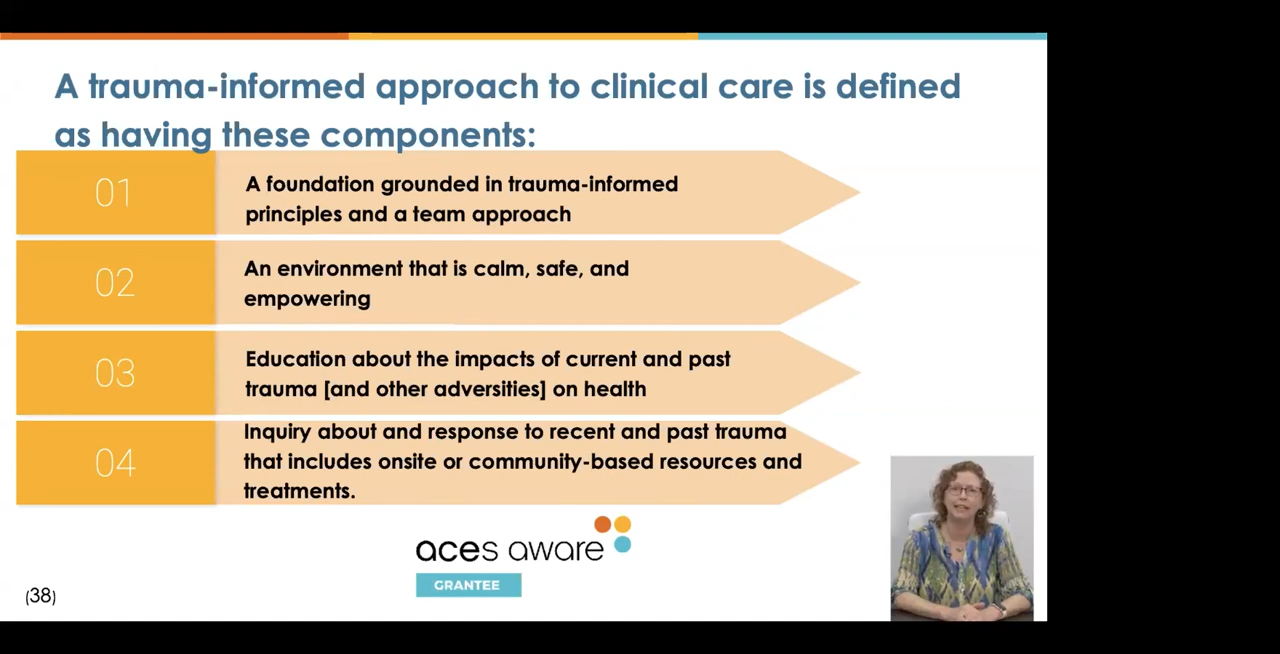 A trauma-informed approach to clinical care is defined
as having these components:
01
A foundation grounded in trauma-informed
principles and a team approach
02
An environment that is calm, safe, and
empowering
03
Education about the impacts of current and past
trauma [and other adversities] on health
04
Inquiry about and response to recent and past trauma
that includes onsite or community-based resources and
treatments.
aces aware
GRANTEE
(38)